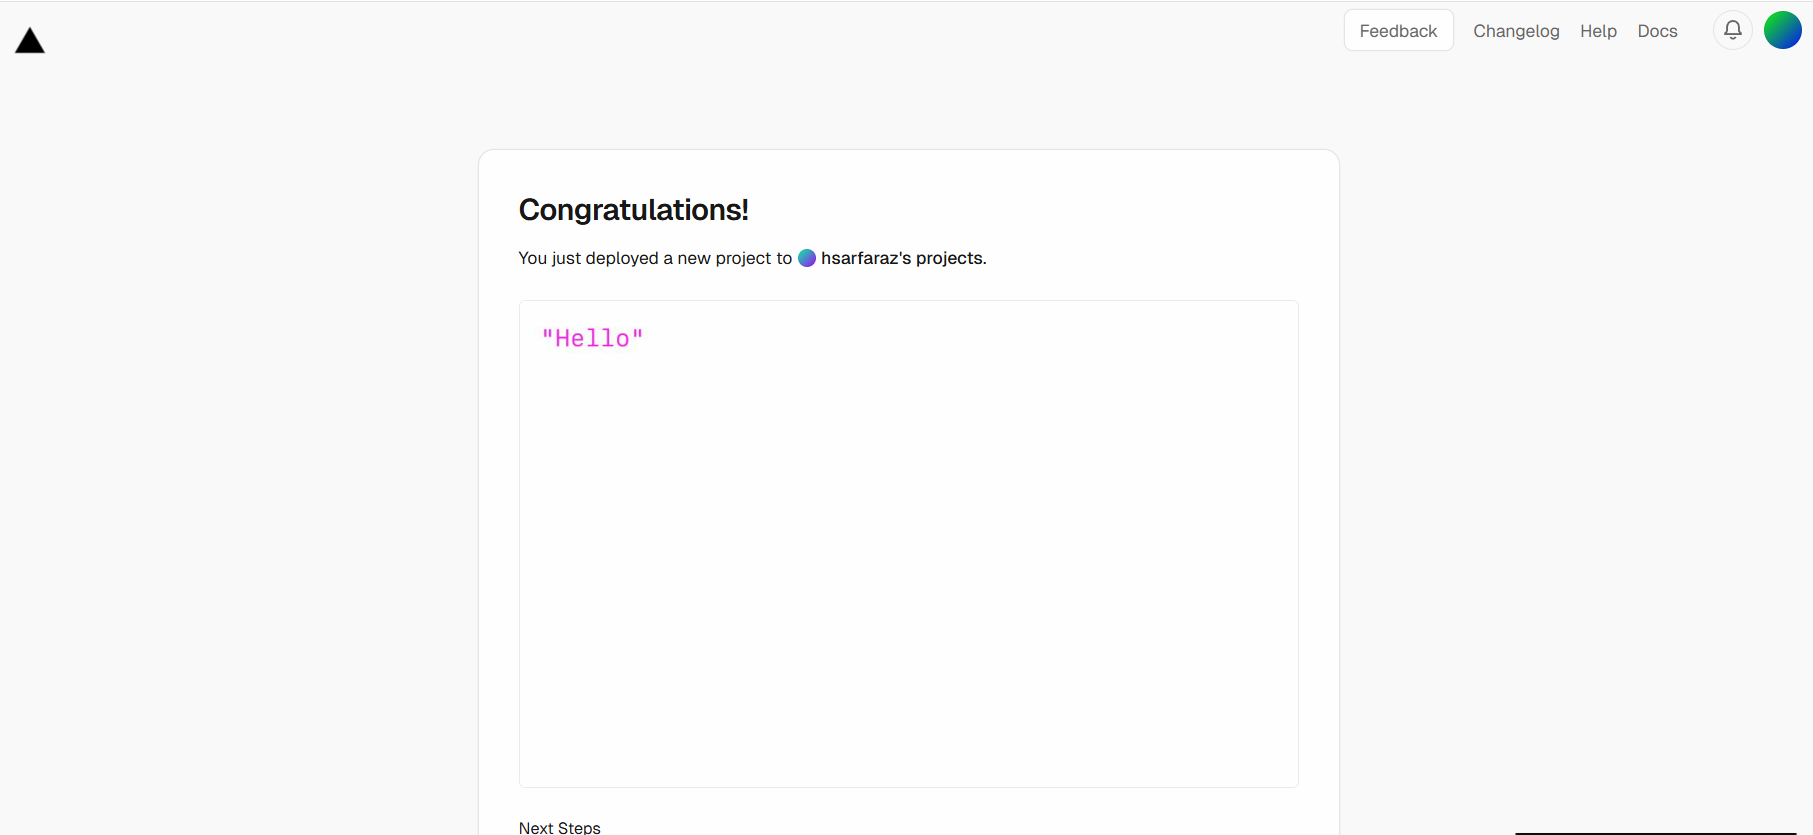 Feedback Changelog Help Docs
Congratulations!
You just deployed a new project to hsarfaraz's projects.
"Hello"
Next Steps